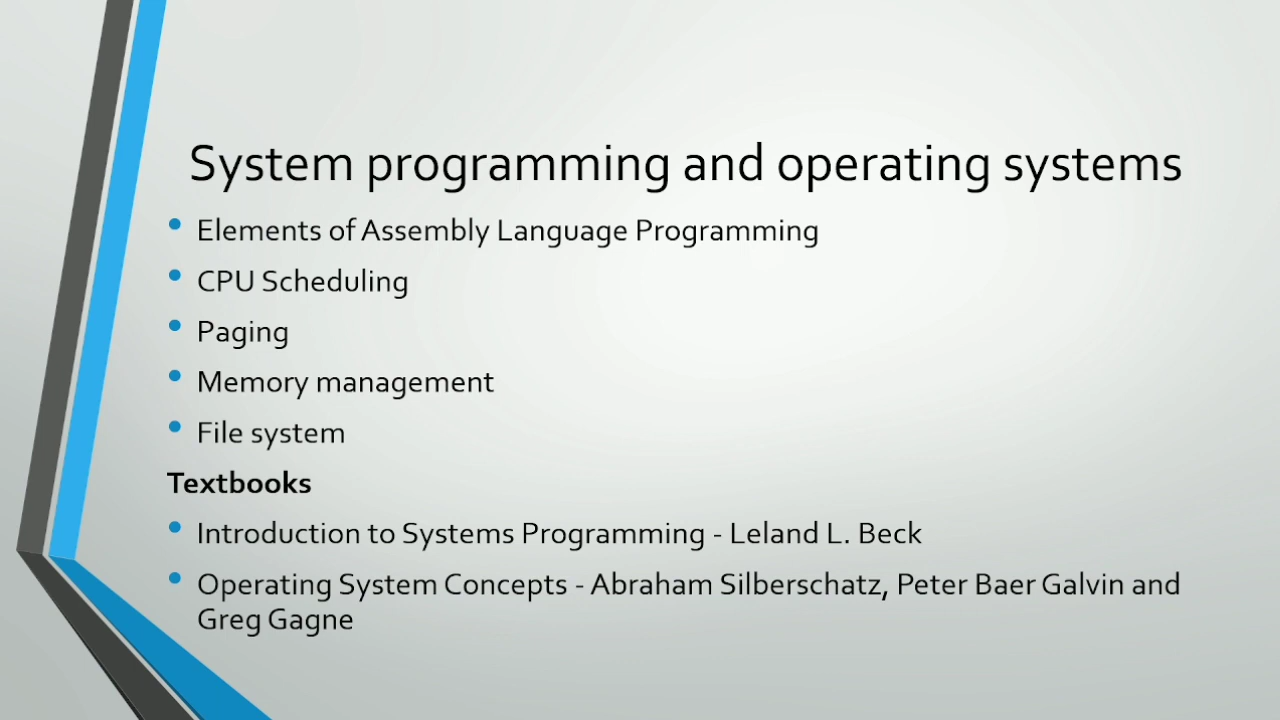 System programming and operating systems
• Elements of Assembly Language Programming
• CPU Scheduling
• Paging
• Memory management
• File system
Textbooks
• Introduction to Systems Programming - Leland L. Beck
• Operating System Concepts - Abraham Silberschatz, Peter Baer Galvin and
Greg Gagne